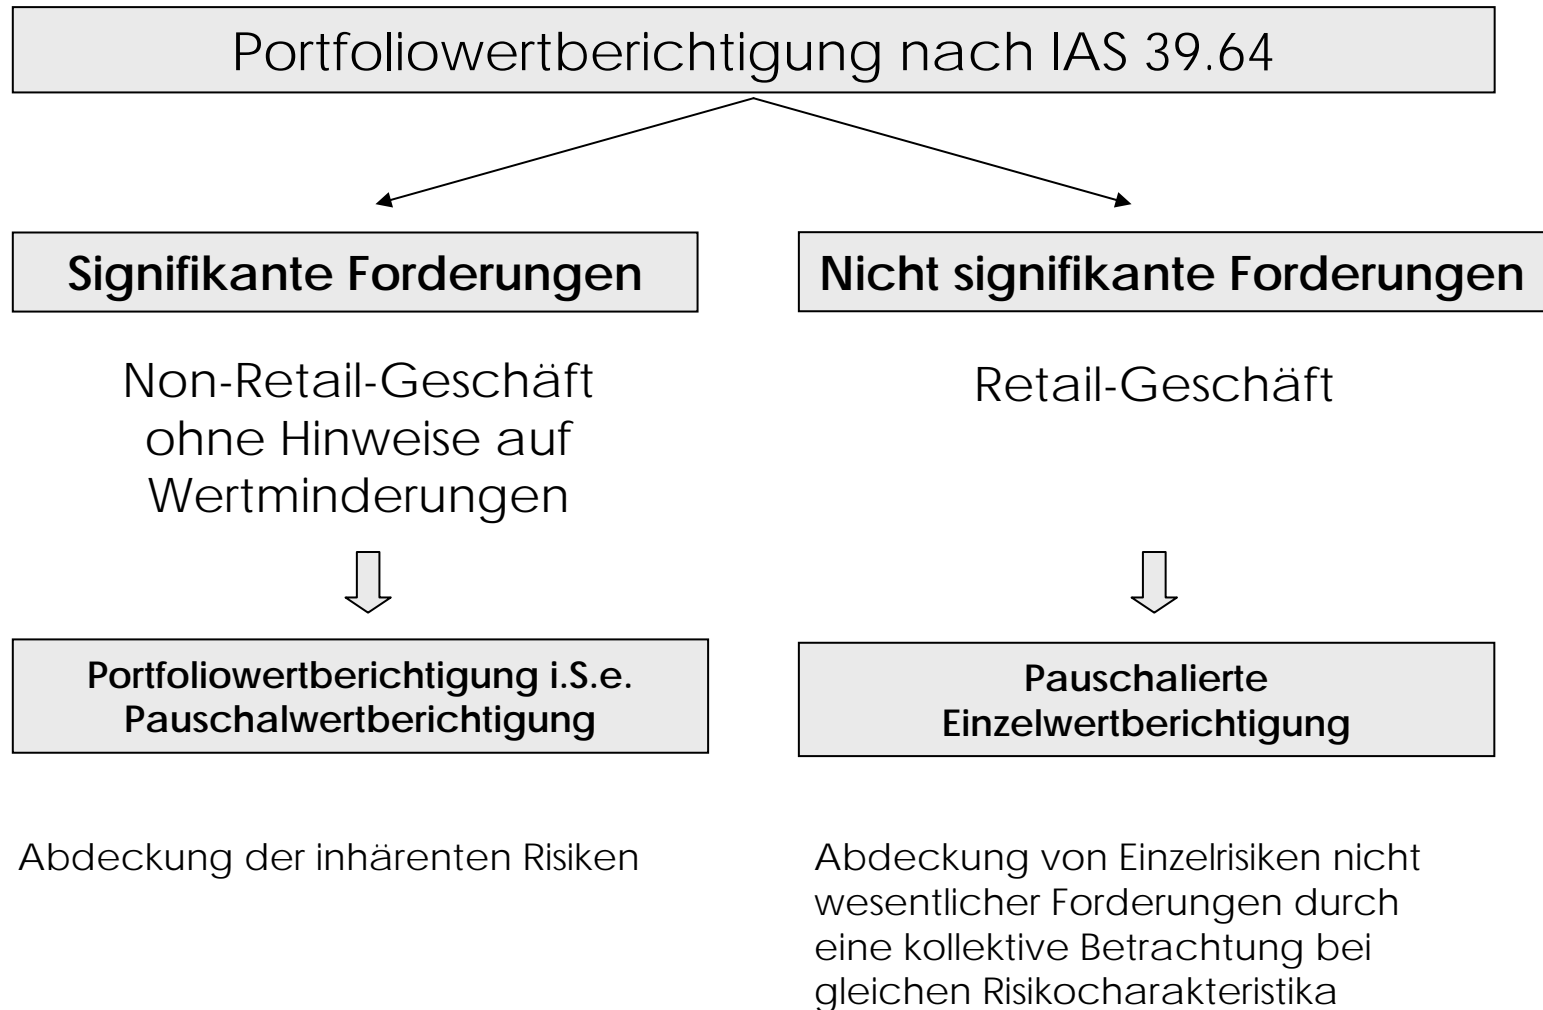 Portfoliowertberichtigung nach IAS 39.64
Signifikante Forderungen
Non-Retail-Geschäft
ohne Hinweise auf
Wertminderungen
Portfoliowertberichtigung i.S.e.
Pauschalwertberichtigung
Abdeckung der inhärenten Risiken
Nicht signifikante Forderungen
Retail-Geschäft
Pauschalierte
Einzelwertberichtigung
Abdeckung von Einzelrisiken nicht
wesentlicher Forderungen durch
eine kollektive Betrachtung bei
gleichen Risikocharakteristika